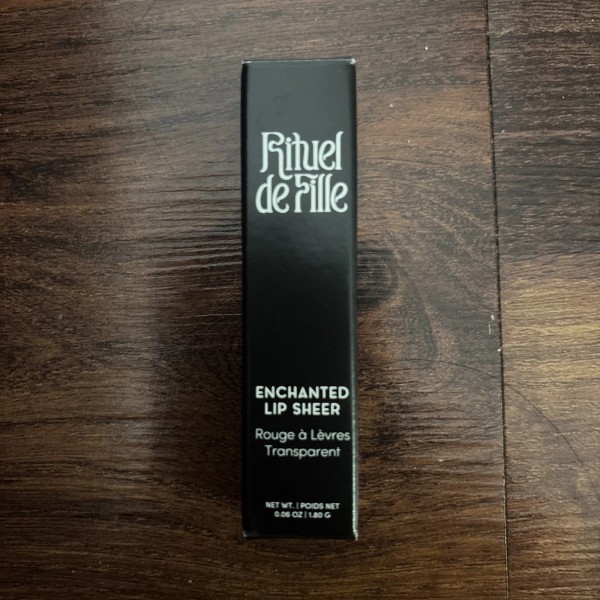 Rituel
de Fille
ENCHANTED
LIP SHEER
Rouge à Lèvres
Transparent
NET WT. | POIDS NET
0.06 OZ | 1.80 G